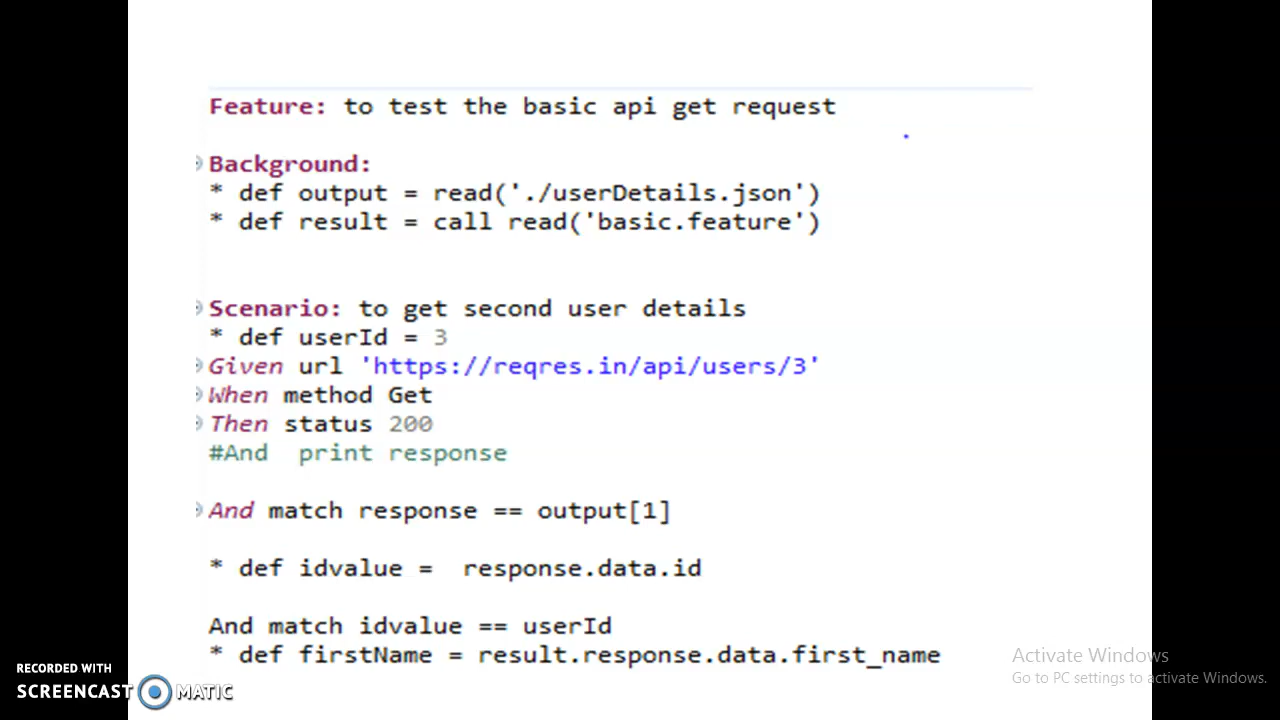 Feature: to test the basic api get request
Background:
* def output = read('./userDetails.json')
* def result = call read('basic.feature')
Scenario: to get second user details
* def userId = 3
Given url 'https://reqres.in/api/users/3'
When method Get
Then status 200
#And  print response
And match response == output[1]
* def idvalue =  response.data.id
And match idvalue == userId
* def firstName = result.response.data.first_name
Activate Windows
Go to PC settings to activate Windows.
RECORDED WITH
SCREENCAST MATIC